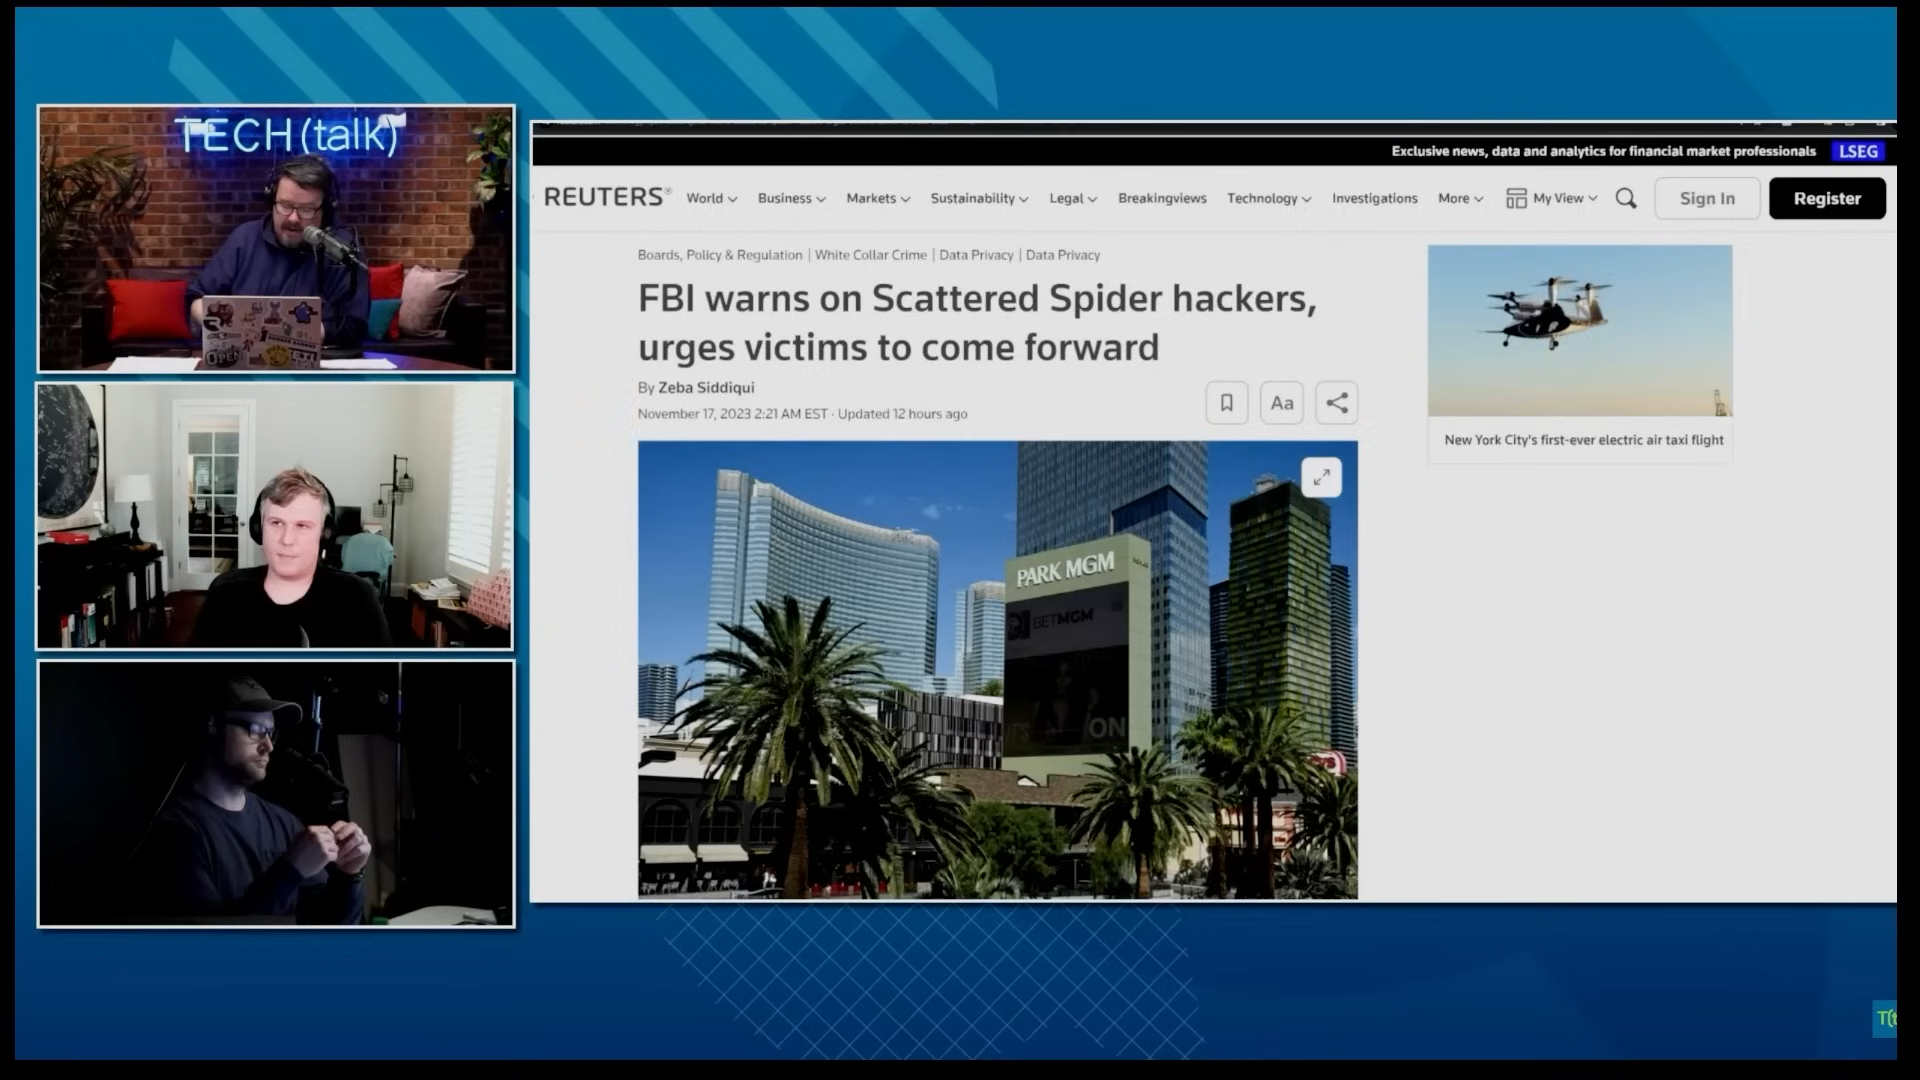 TECH(talk)
OPEN
Exclusive news, data and analytics for financial market professionals LSEG
REUTERS® World Business Markets Sustainability Legal Breakingviews Technology Investigations More My View Sign In Register
Boards, Policy & Regulation | White Collar Crime | Data Privacy | Data Privacy
FBI warns on Scattered Spider hackers,
urges victims to come forward
By Zeba Siddiqui
November 17, 2023 2:21 AM EST · Updated 12 hours ago
Aa
New York City's first-ever electric air taxi flight
PARK MGM
BETMGM
ON